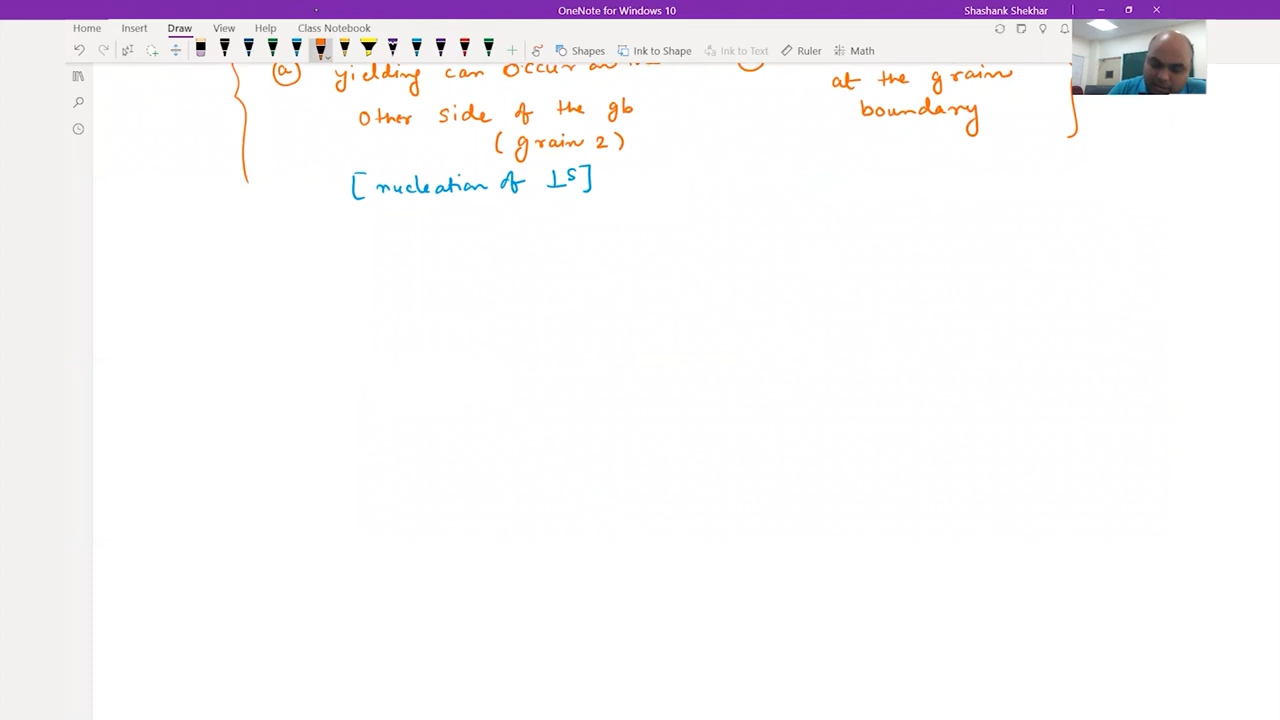 OneNote for Windows 10
Shashank Shekhar
Home Insert Draw View Help Class Notebook
Shapes Ink to Shape Ink to Text Ruler Math
(a) yielding can occur on
other side of the gb
(grain 2)
[nucleation of ⊥s]
at the grain
boundary